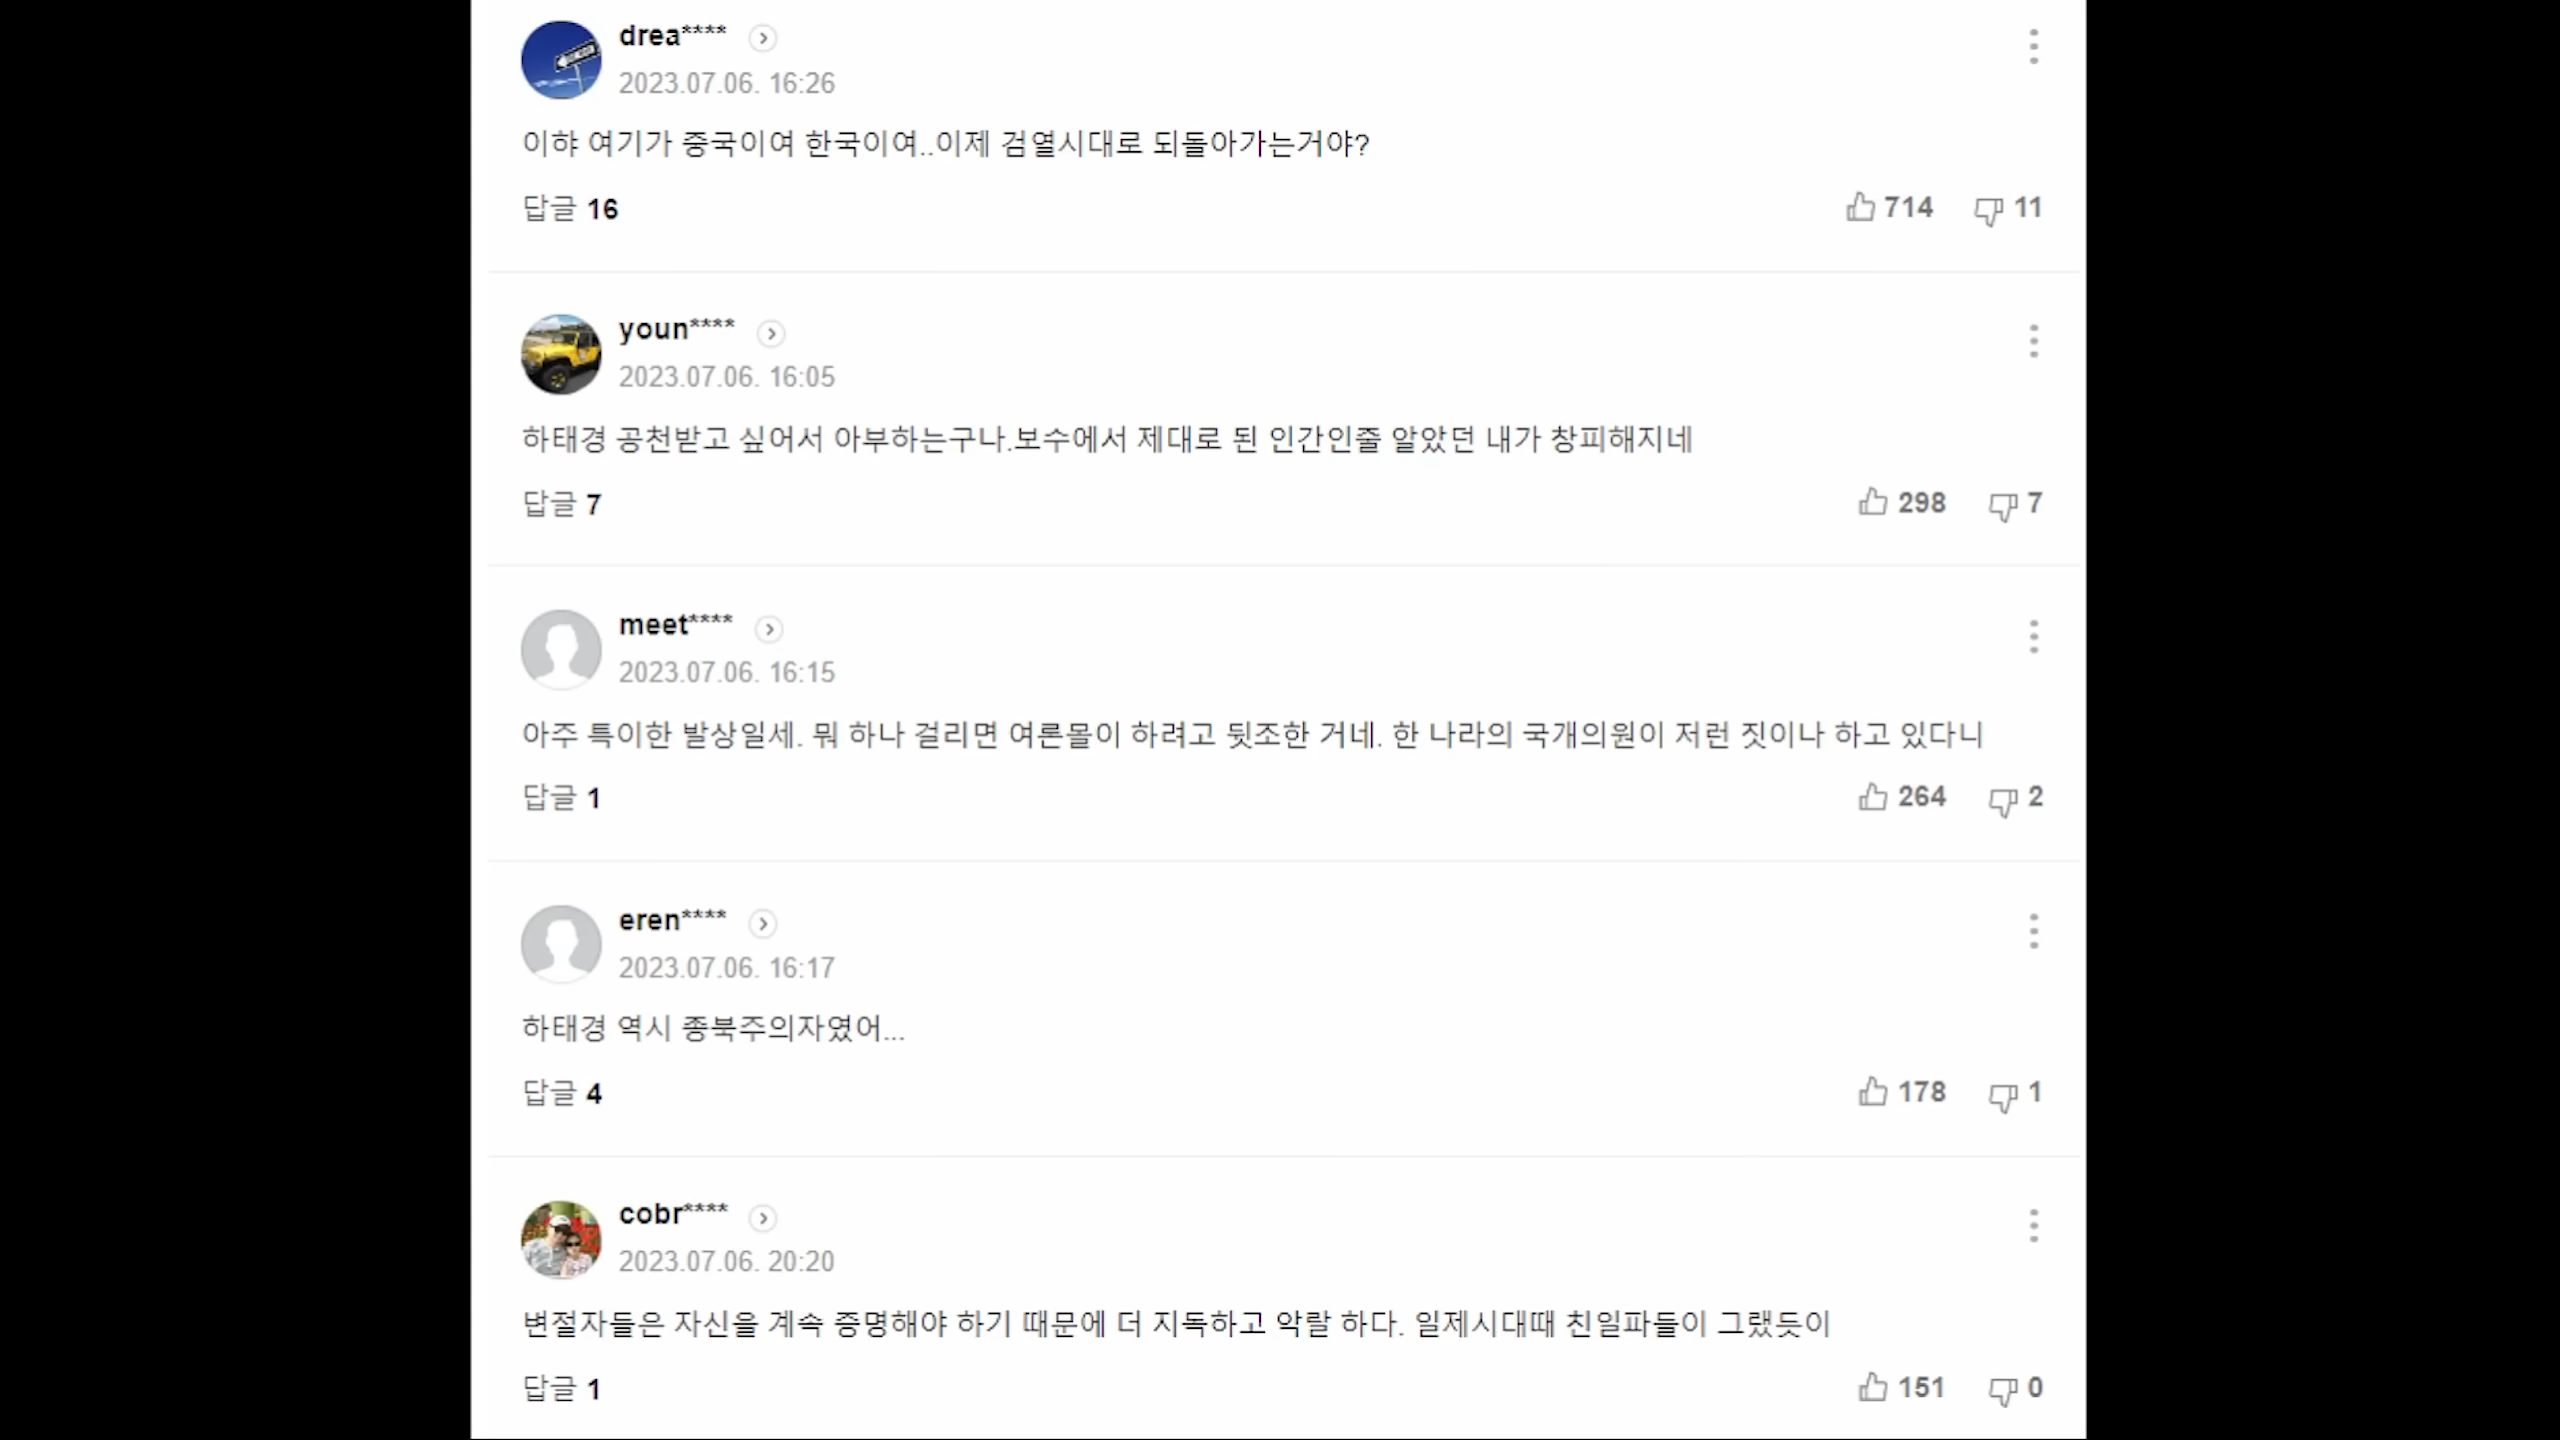 drea****
2023.07.06. 16:26
이햐 여기가 중국이여 한국이여..이제 검열시대로 되돌아가는거야?
답글 16
714 11
youn****
2023.07.06. 16:05
하태경 공천받고 싶어서 아부하는구나.보수에서 제대로 된 인간인줄 알았던 내가 창피해지네
답글 7
298 7
meet****
2023.07.06. 16:15
아주 특이한 발상일세. 뭐 하나 걸리면 여론몰이 하려고 뒷조한 거네. 한 나라의 국개의원이 저런 짓이나 하고 있다니
답글 1
264 2
eren****
2023.07.06. 16:17
하태경 역시 종북주의자였어...
답글 4
178 1
cobr****
2023.07.06. 20:20
변절자들은 자신을 계속 증명해야 하기 때문에 더 지독하고 악랄 하다. 일제시대때 친일파들이 그랬듯이
답글 1
151 0